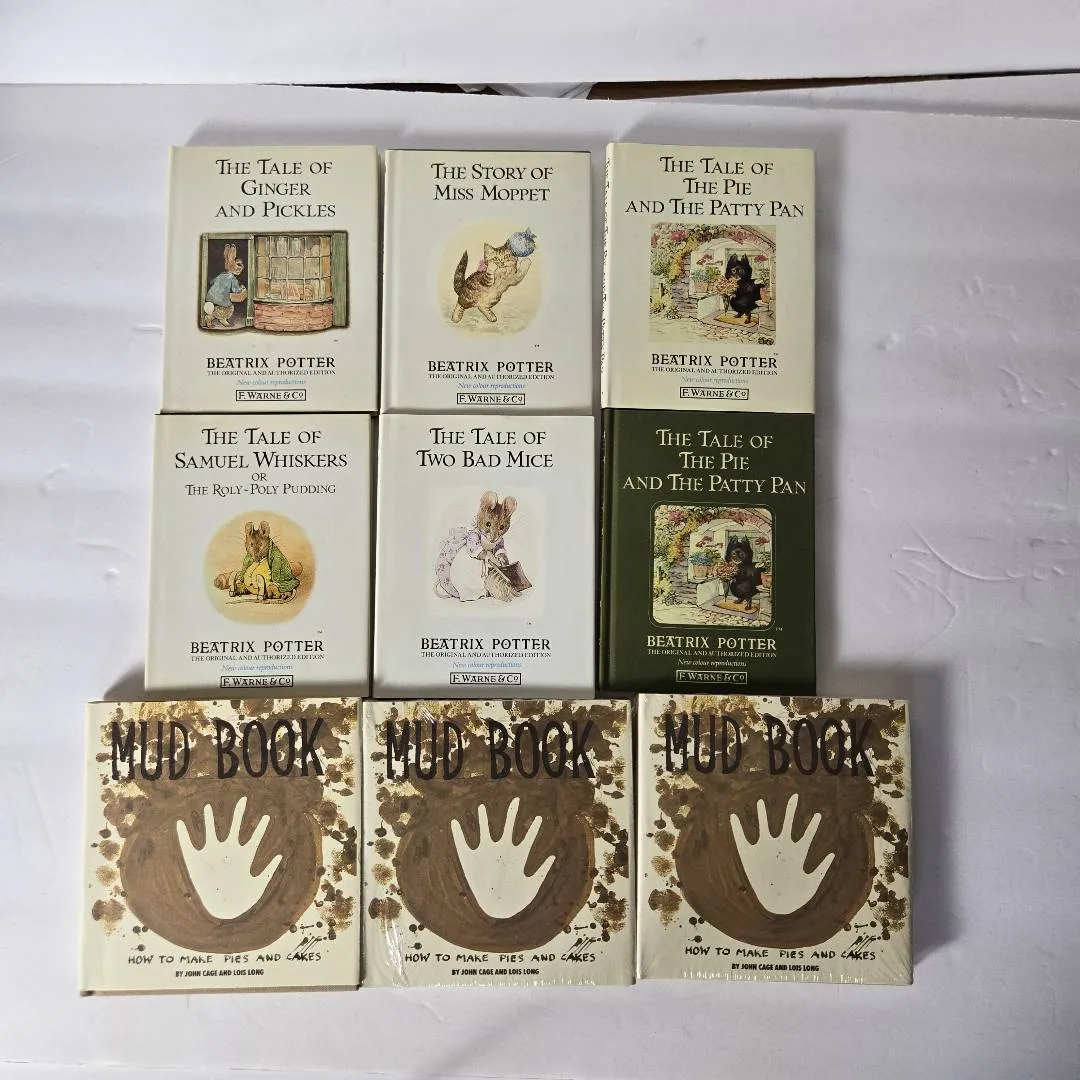 THE TALE OF
GINGER
AND PICKLES
BEATRIX POTTER
THE ORIGINAL AND AUTHORIZED EDITION
New colour reproductions
F. WARNE & Co
THE STORY OF
MISS MOPPET
BEATRIX POTTER
THE ORIGINAL AND AUTHORIZED EDITION
New colour reproductions
F. WARNE & Co
THE TALE OF
THE PIE
AND THE PATTY PAN
BEATRIX POTTER
THE ORIGINAL AND AUTHORIZED EDITION
New colour reproductions
F. WARNE & Co
THE TALE OF
SAMUEL WHISKERS
OR
THE ROLY-POLY PUDDING
BEATRIX POTTER
THE ORIGINAL AND AUTHORIZED EDITION
New colour reproductions
F. WARNE & Co
THE TALE OF
TWO BAD MICE
BEATRIX POTTER
THE ORIGINAL AND AUTHORIZED EDITION
New colour reproductions
F. WARNE & Co
THE TALE OF
THE PIE
AND THE PATTY PAN
BEATRIX POTTER
THE ORIGINAL AND AUTHORIZED EDITION
New colour reproductions
F. WARNE & Co
MUD BOOK
HOW TO MAKE PIES AND CAKES
BY JOHN CAGE AND LOIS LONG
MUD BOOK
HOW TO MAKE PIES AND CAKES
BY JOHN CAGE AND LOIS LONG
MUD BOOK
HOW TO MAKE PIES AND CAKES
BY JOHN CAGE AND LOIS LONG